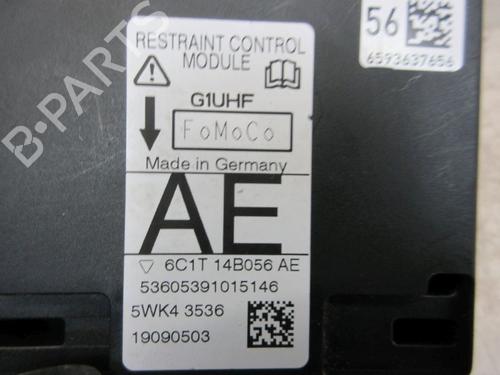 B-PARTS
56
6593637656
RESTRAINT CONTROL
MODULE
G1UHF
FoMoCo
Made in Germany
AE
6C1T 14B056 AE
53605391015146
5WK4 3536
19090503